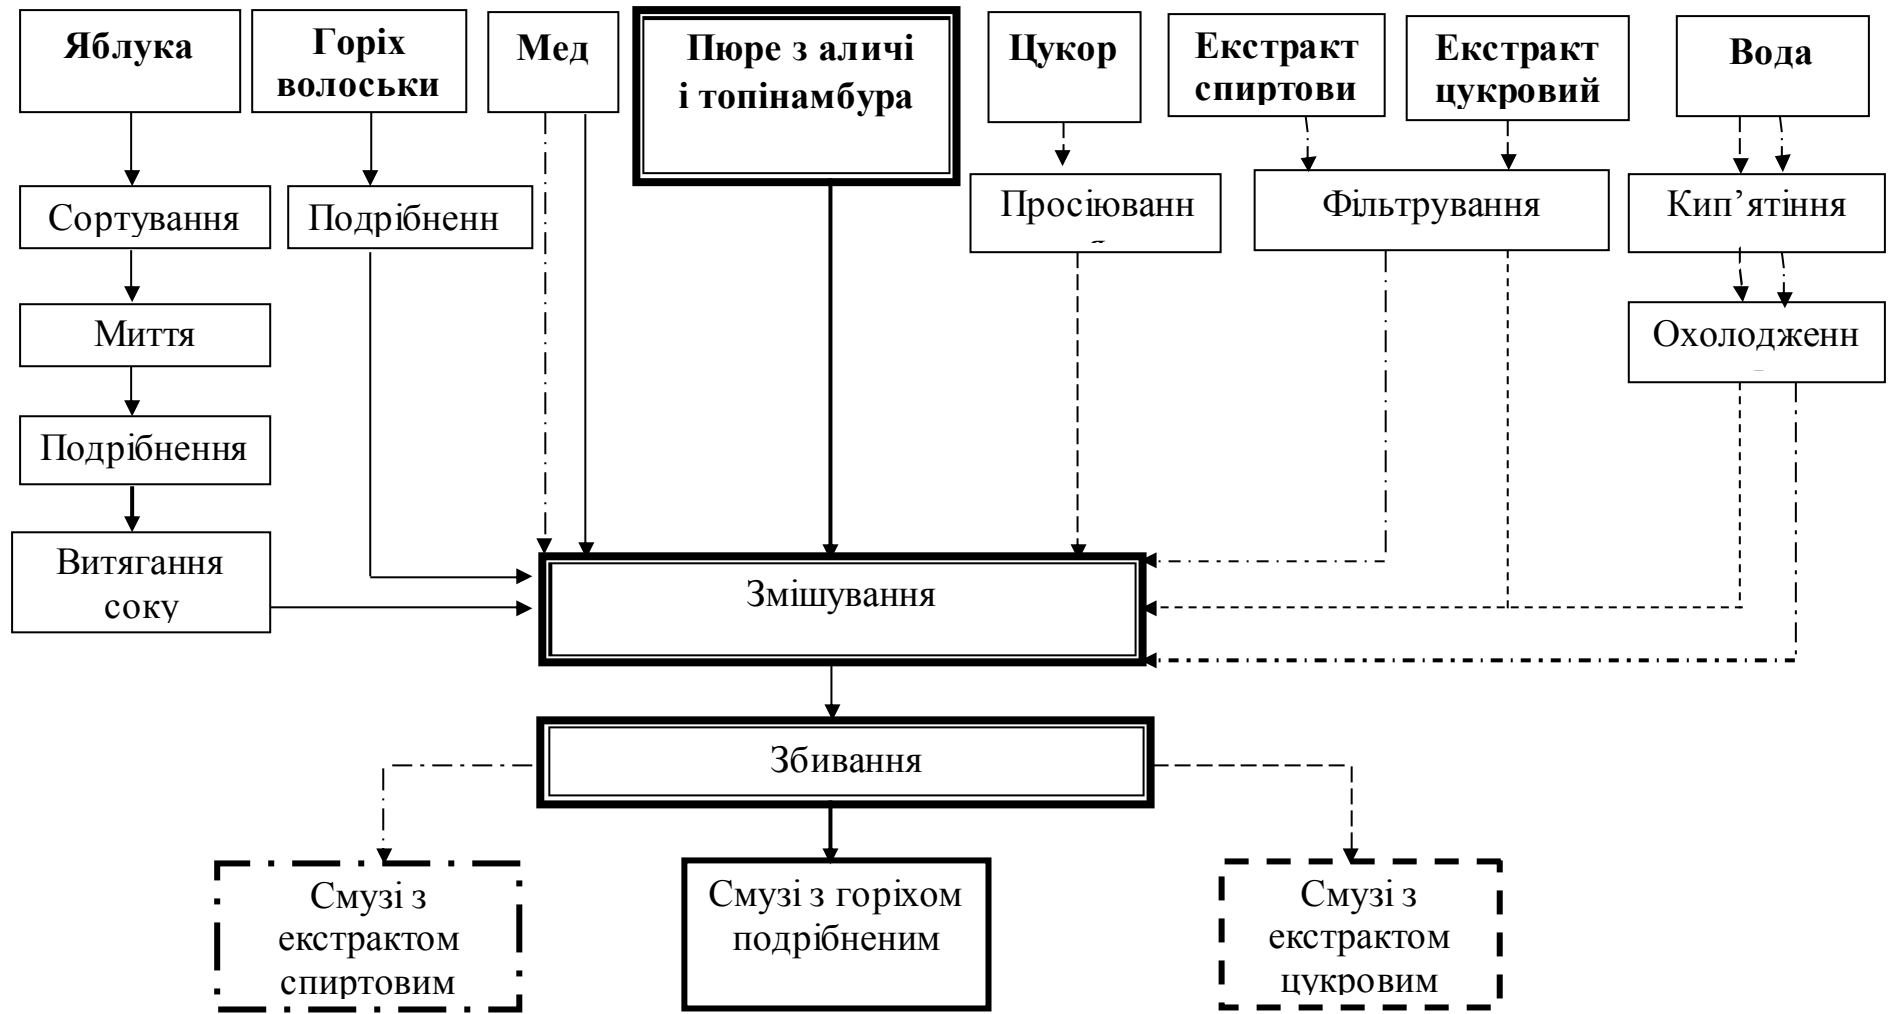 Яблука
Горіх
волоськи
Мед
Пюре з аличі
і топінамбура
Цукор
Екстракт
спиртови
Екстракт
цукровий
Вода
Сортування
Подрібненн
Просіюванн
Фільтрування
Кип’ятіння
Миття
Охолодженн
Подрібнення
Витягання
соку
Змішування
Збивання
Смузі з
екстрактом
спиртовим
Смузі з горіхом
подрібненим
Смузі з
екстрактом
цукровим